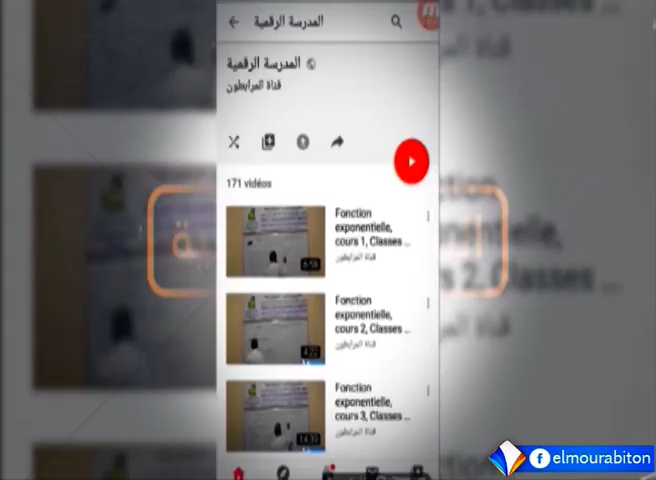 المدرسة الرقمية
المدرسة الرقمية
قناة المرابطون
171 vidéos
Fonction
exponentielle,
cours 1, Classes ...
قناة المرابطون
6:58
Fonction
exponentielle,
cours 2, Classes ...
قناة المرابطون
4:22
Fonction
exponentielle,
cours 3, Classes ...
قناة المرابطون
14:33
elmourabiton